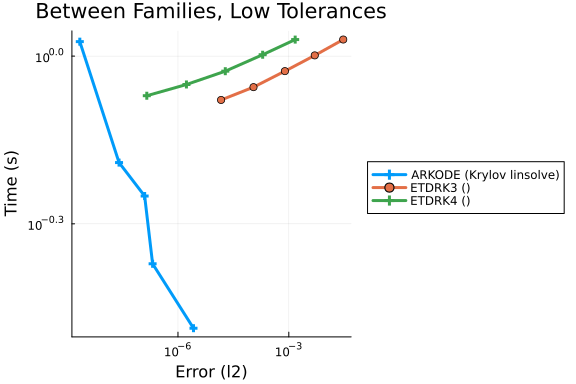 Between Families, Low Tolerances
Time (s)
10^0.0
10^−0.3
10^−6
10^−3
Error (l2)
ARKODE (Krylov linsolve)
ETDRK3 ()
ETDRK4 ()